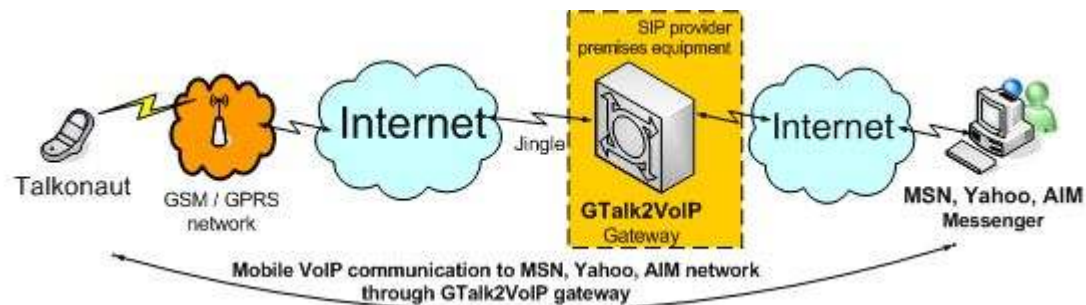 SIP provider
premises equipment
Internet
Internet
Jingle
Talkonaut
GSM / GPRS
network
GTalk2VoIP
Gateway
MSN, Yahoo, AIM
Messenger
Mobile VoIP communication to MSN, Yahoo, AIM network
through GTalk2VoIP gateway